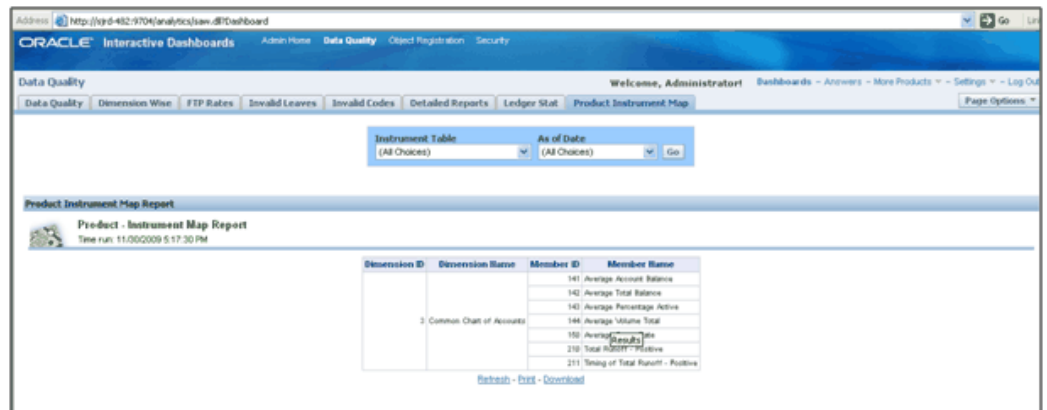 Address http://sjrd-482:9704/analytics/saw.dll?Dashboard Go
ORACLE Interactive Dashboards Admin Home Data Quality Object Registration Security
Data Quality Welcome, Administrator! Dashboards - Answers - More Products - Settings - Log Out
Data Quality Dimension Wise FTP Rates Invalid Leaves Invalid Codes Detailed Reports Ledger Stat Product Instrument Map Page Options
Instrument Table As of Date
(All Choices) (All Choices) Go
Product Instrument Map Report
Product - Instrument Map Report
Time run: 11/30/2009 5:17:30 PM
Dimension ID Dimension Name Member ID Member Name
141 Average Account Balance
142 Average Total Balance
143 Average Percentage Active
3 Common Chart of Accounts 144 Average Volume Total
Average
Results
210 Total Runoff - Positive
211 Timing of Total Runoff - Positive
Refresh - Print - Download